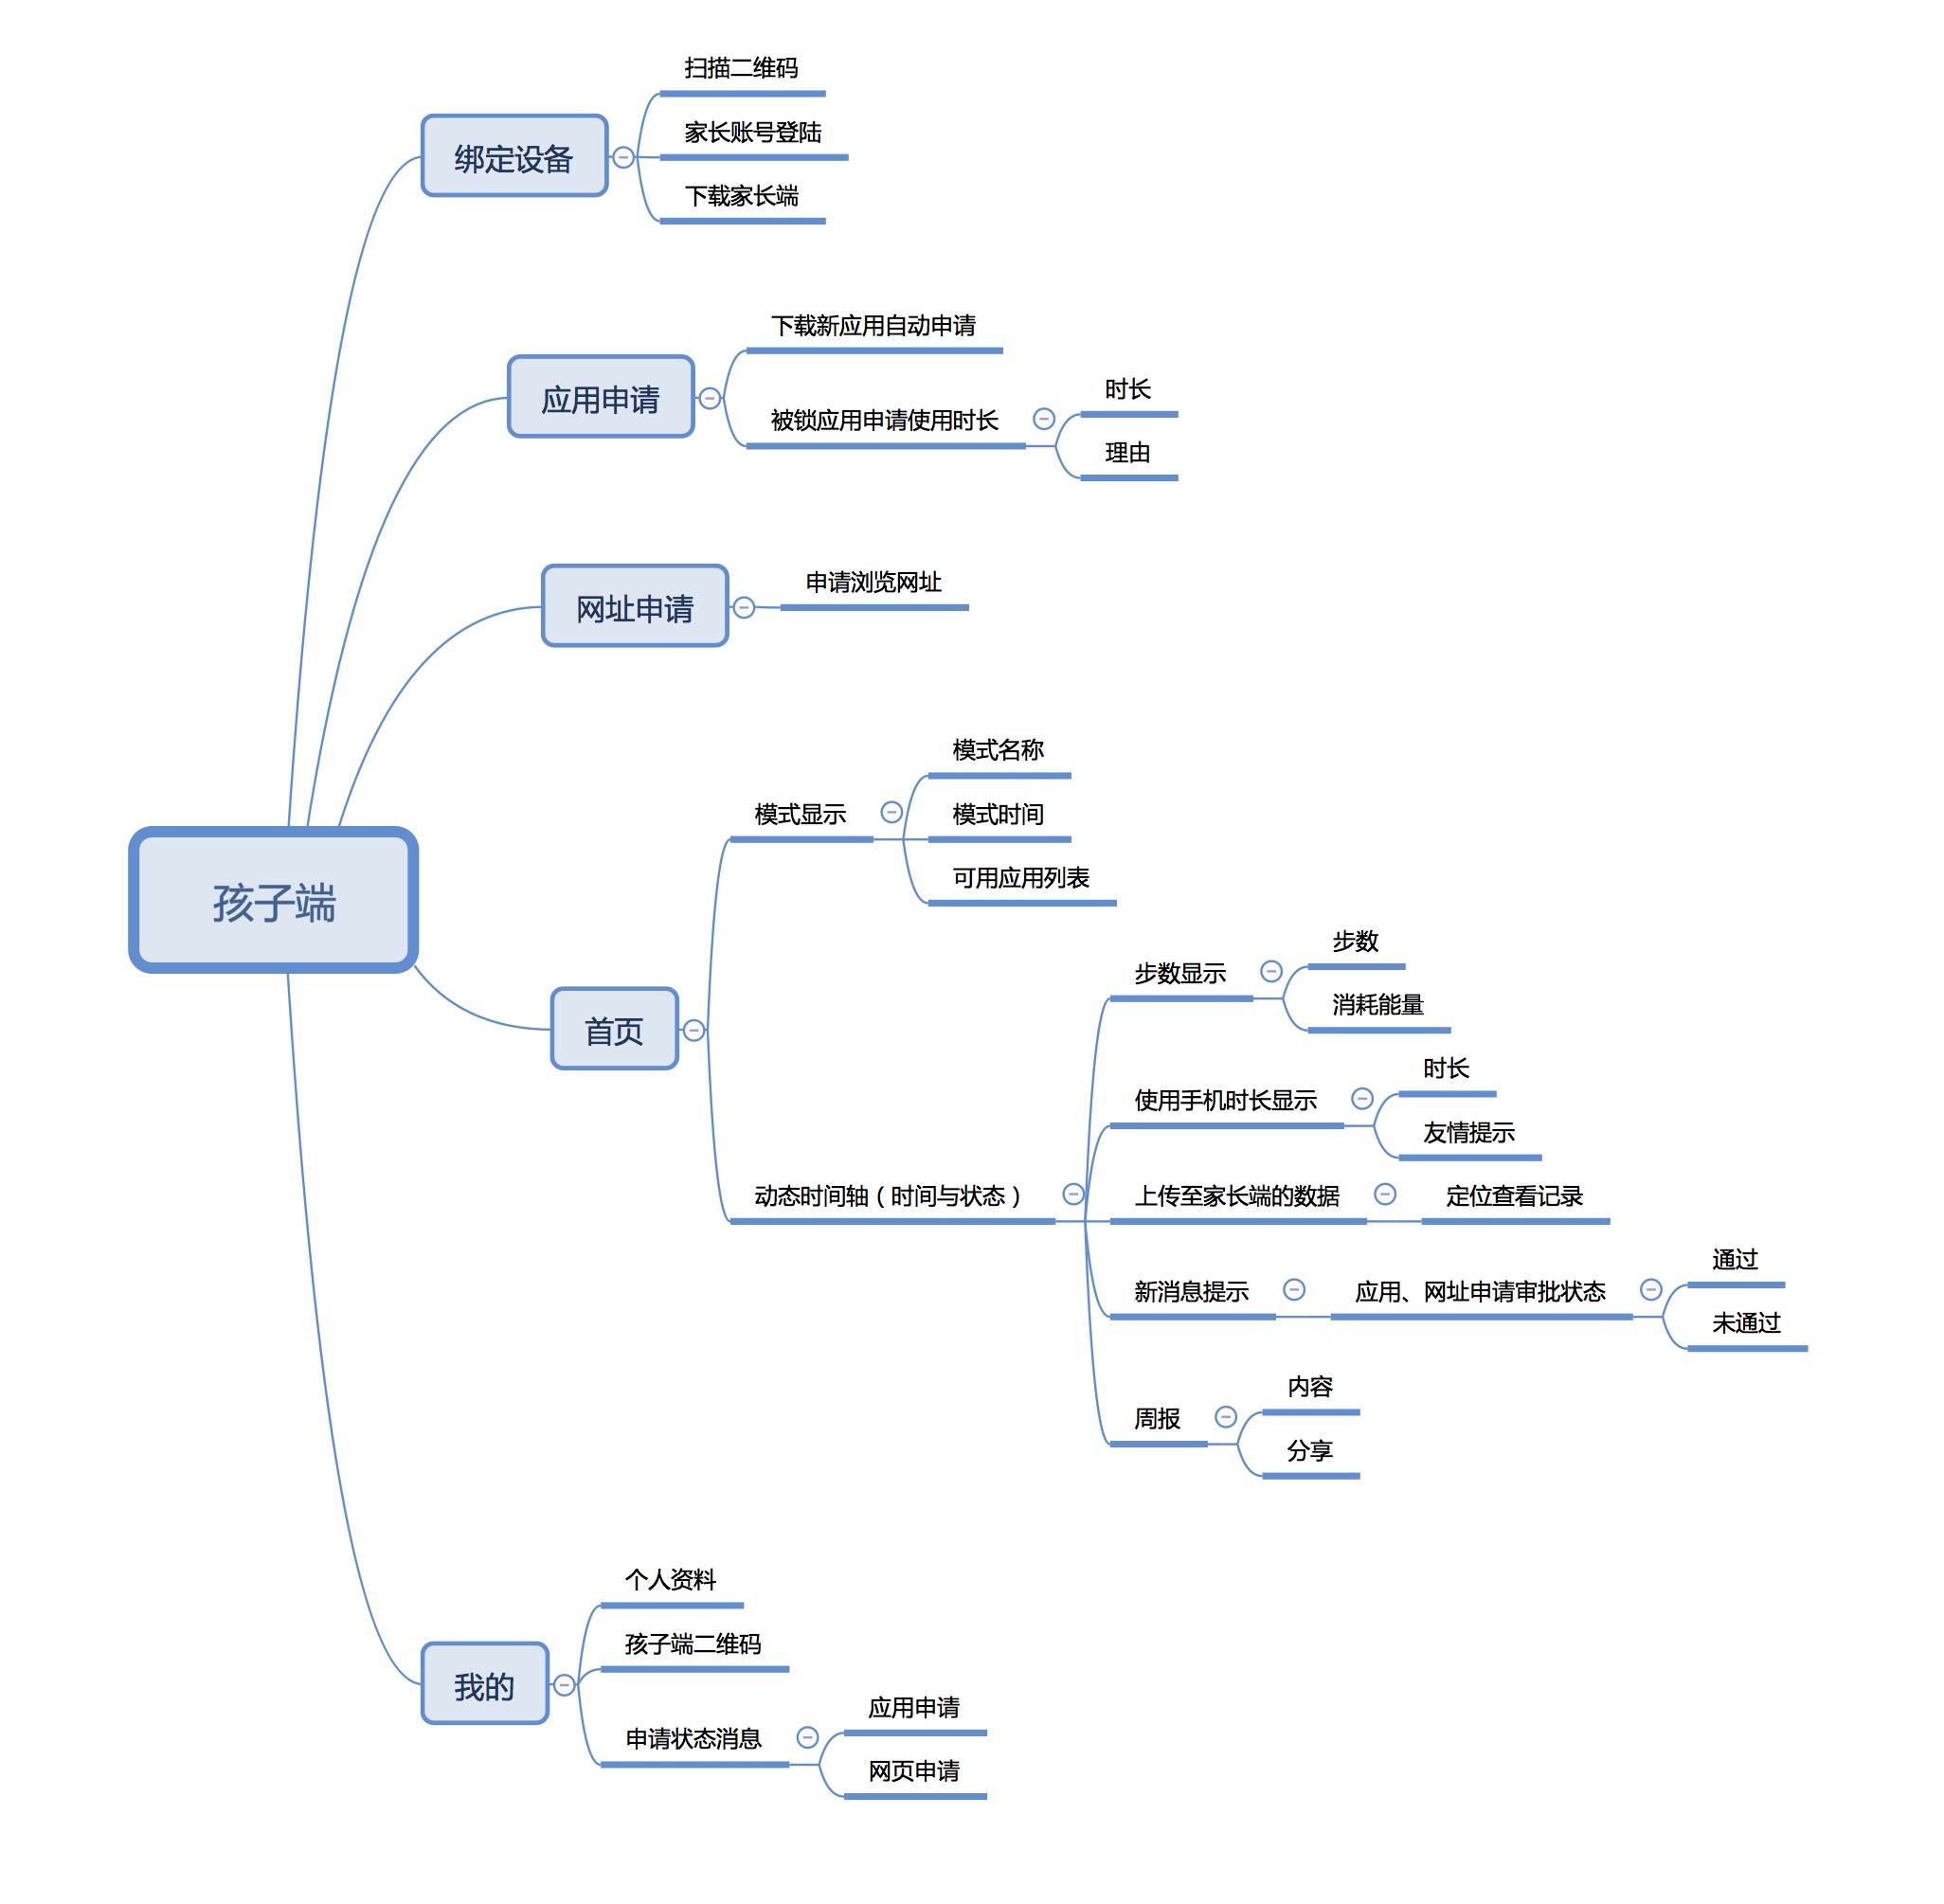 扫描二维码
家长账号登陆
绑定设备
下载家长端
下载新应用自动申请
应用申请
被锁应用申请使用时长
时长
理由
网址申请
申请浏览网址
孩子端
首页
模式显示
模式名称
模式时间
可用应用列表
动态时间轴（时间与状态）
步数显示
步数
消耗能量
使用手机时长显示
时长
友情提示
上传至家长端的数据
定位查看记录
新消息提示
应用、网址申请审批状态
通过
未通过
周报
内容
分享
我的
个人资料
孩子端二维码
申请状态消息
应用申请
网页申请